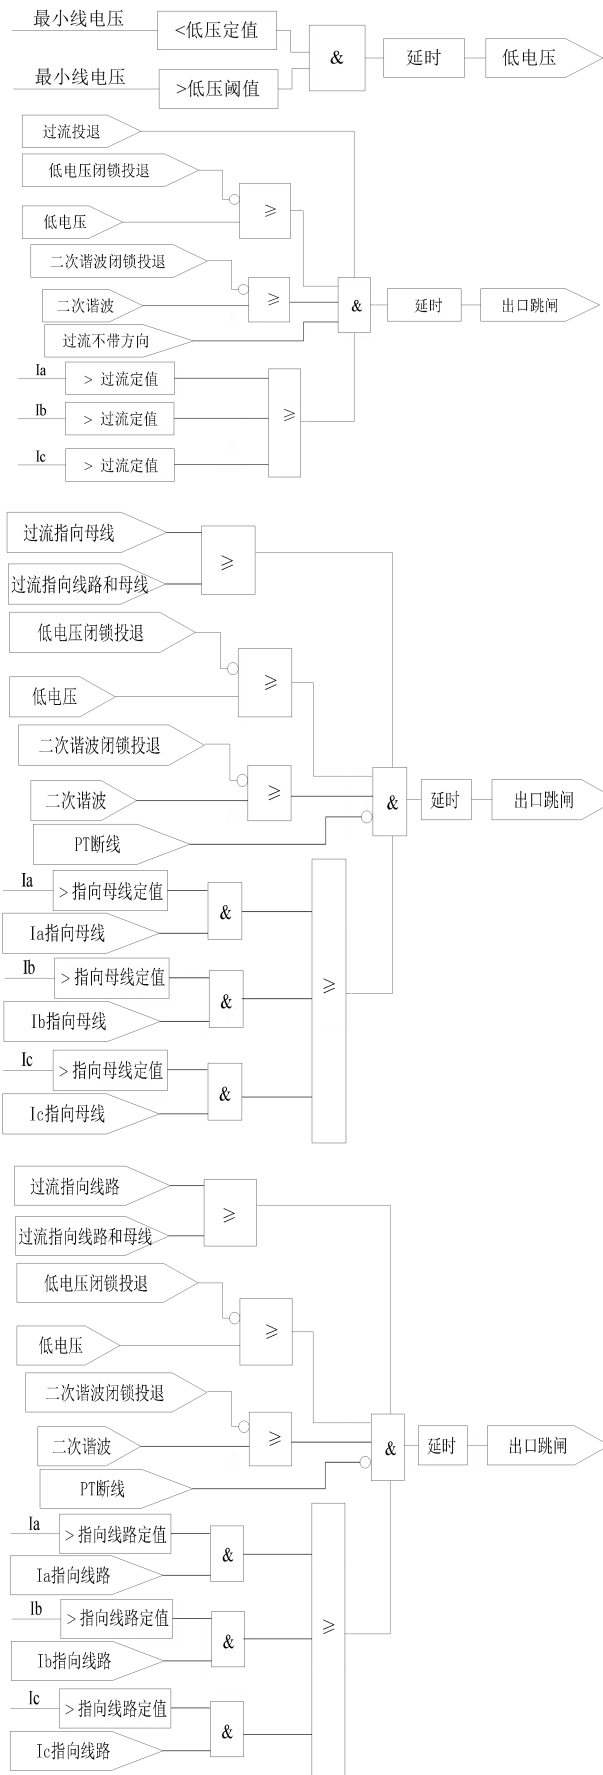 最小线电压
<低压定值
&
延时
低电压
最小线电压
>低压阈值
过流投退
低电压闭锁投退
≥
低电压
二次谐波闭锁投退
≥
二次谐波
&
延时
出口跳闸
过流不带方向
Ia
> 过流定值
Ib
> 过流定值
≥
Ic
> 过流定值
过流指向母线
≥
过流指向线路和母线
低电压闭锁投退
≥
低电压
二次谐波闭锁投退
≥
二次谐波
&
延时
出口跳闸
PT断线
Ia
> 指向母线定值
&
Ia指向母线
Ib
> 指向母线定值
&
≥
Ib指向母线
Ic
> 指向母线定值
&
Ic指向母线
过流指向线路
≥
过流指向线路和母线
低电压闭锁投退
≥
低电压
二次谐波闭锁投退
≥
二次谐波
&
延时
出口跳闸
PT断线
Ia
> 指向线路定值
&
Ia指向线路
Ib
> 指向线路定值
&
≥
Ib指向线路
Ic
> 指向线路定值
&
Ic指向线路